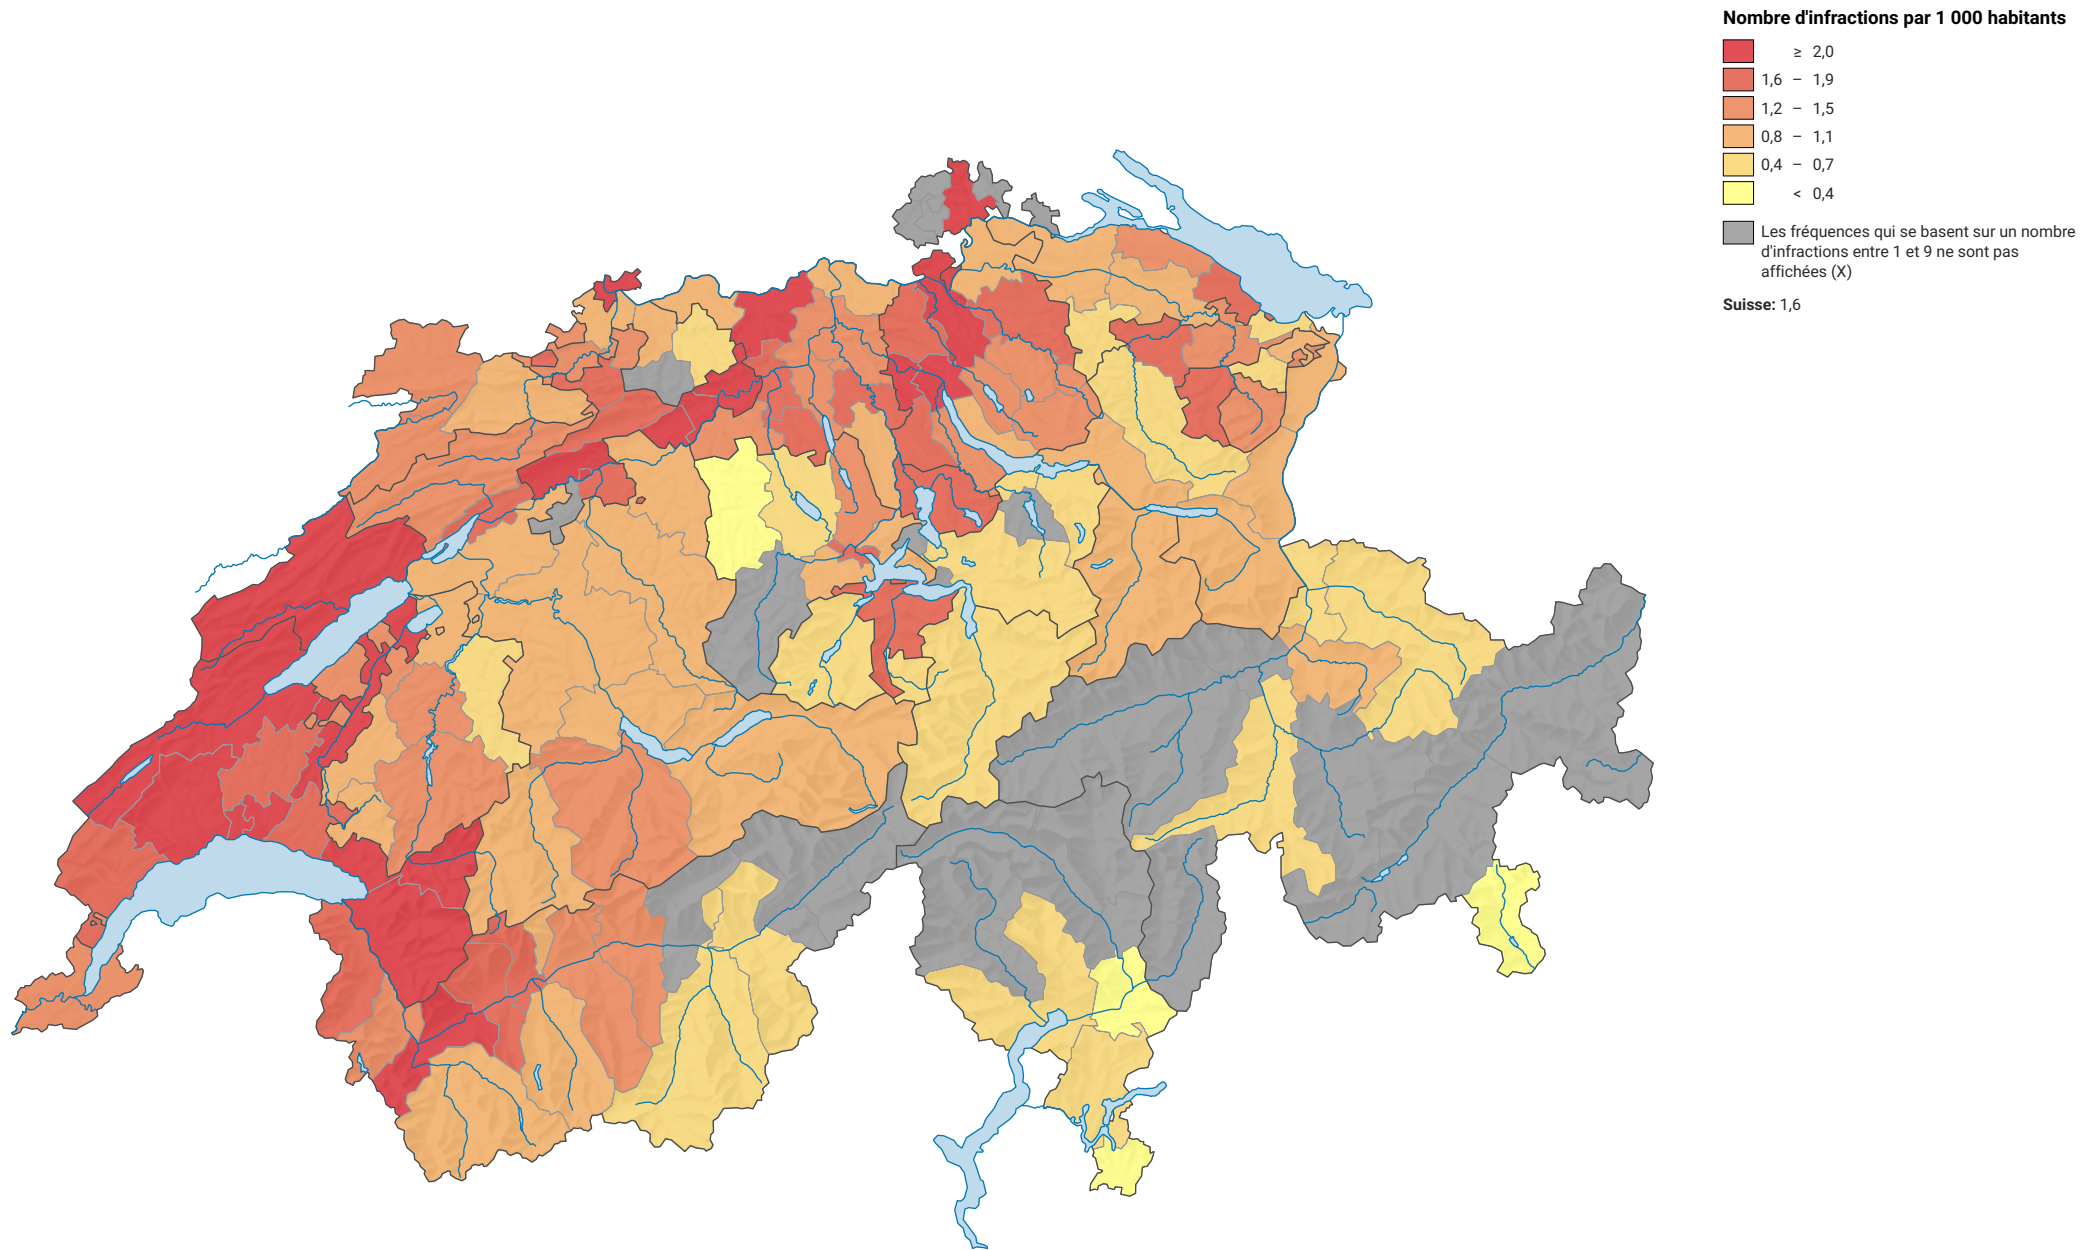 Nombre d'infractions par 1 000 habitants
≥ 2,0
1,6 – 1,9
1,2 – 1,5
0,8 – 1,1
0,4 – 0,7
< 0,4
Les fréquences qui se basent sur un nombre
d'infractions entre 1 et 9 ne sont pas
affichées (X)
Suisse: 1,6